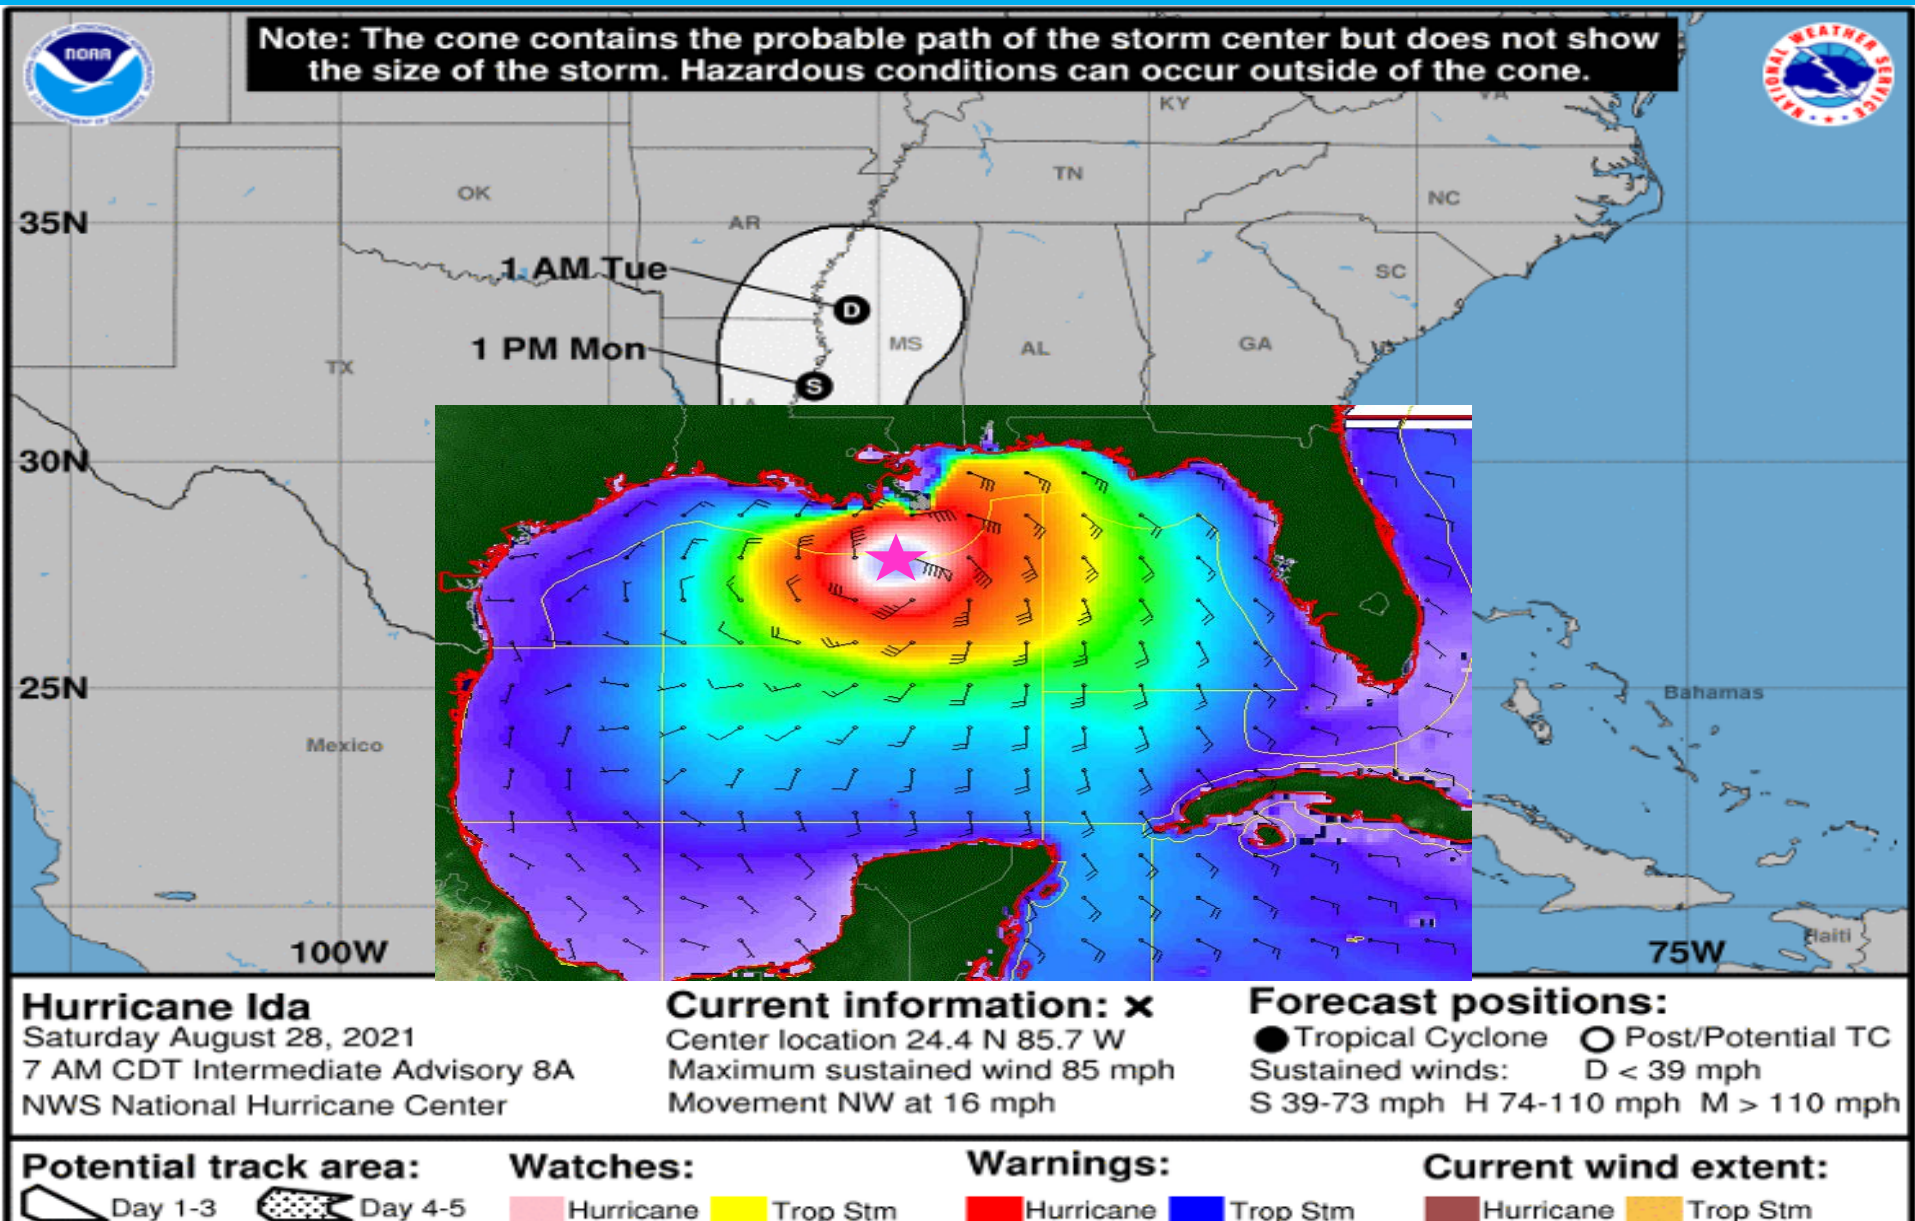 Note: The cone contains the probable path of the storm center but does not show
the size of the storm. Hazardous conditions can occur outside of the cone.
NOAA
NATIONAL WEATHER SERVICE
KY
VA
TN
OK
NC
35N
AR
1 AM Tue
SC
D
1 PM Mon
MS
AL
GA
TX
S
LA
30N
25N
Bahamas
Mexico
Haiti
100W
75W
Hurricane Ida
Saturday August 28, 2021
7 AM CDT Intermediate Advisory 8A
NWS National Hurricane Center
Current information: ×
Center location 24.4 N 85.7 W
Maximum sustained wind 85 mph
Movement NW at 16 mph
Forecast positions:
Tropical Cyclone Post/Potential TC
Sustained winds: D < 39 mph
S 39-73 mph H 74-110 mph M > 110 mph
Potential track area:
Day 1-3 Day 4-5
Watches:
Hurricane Trop Stm
Warnings:
Hurricane Trop Stm
Current wind extent:
Hurricane Trop Stm